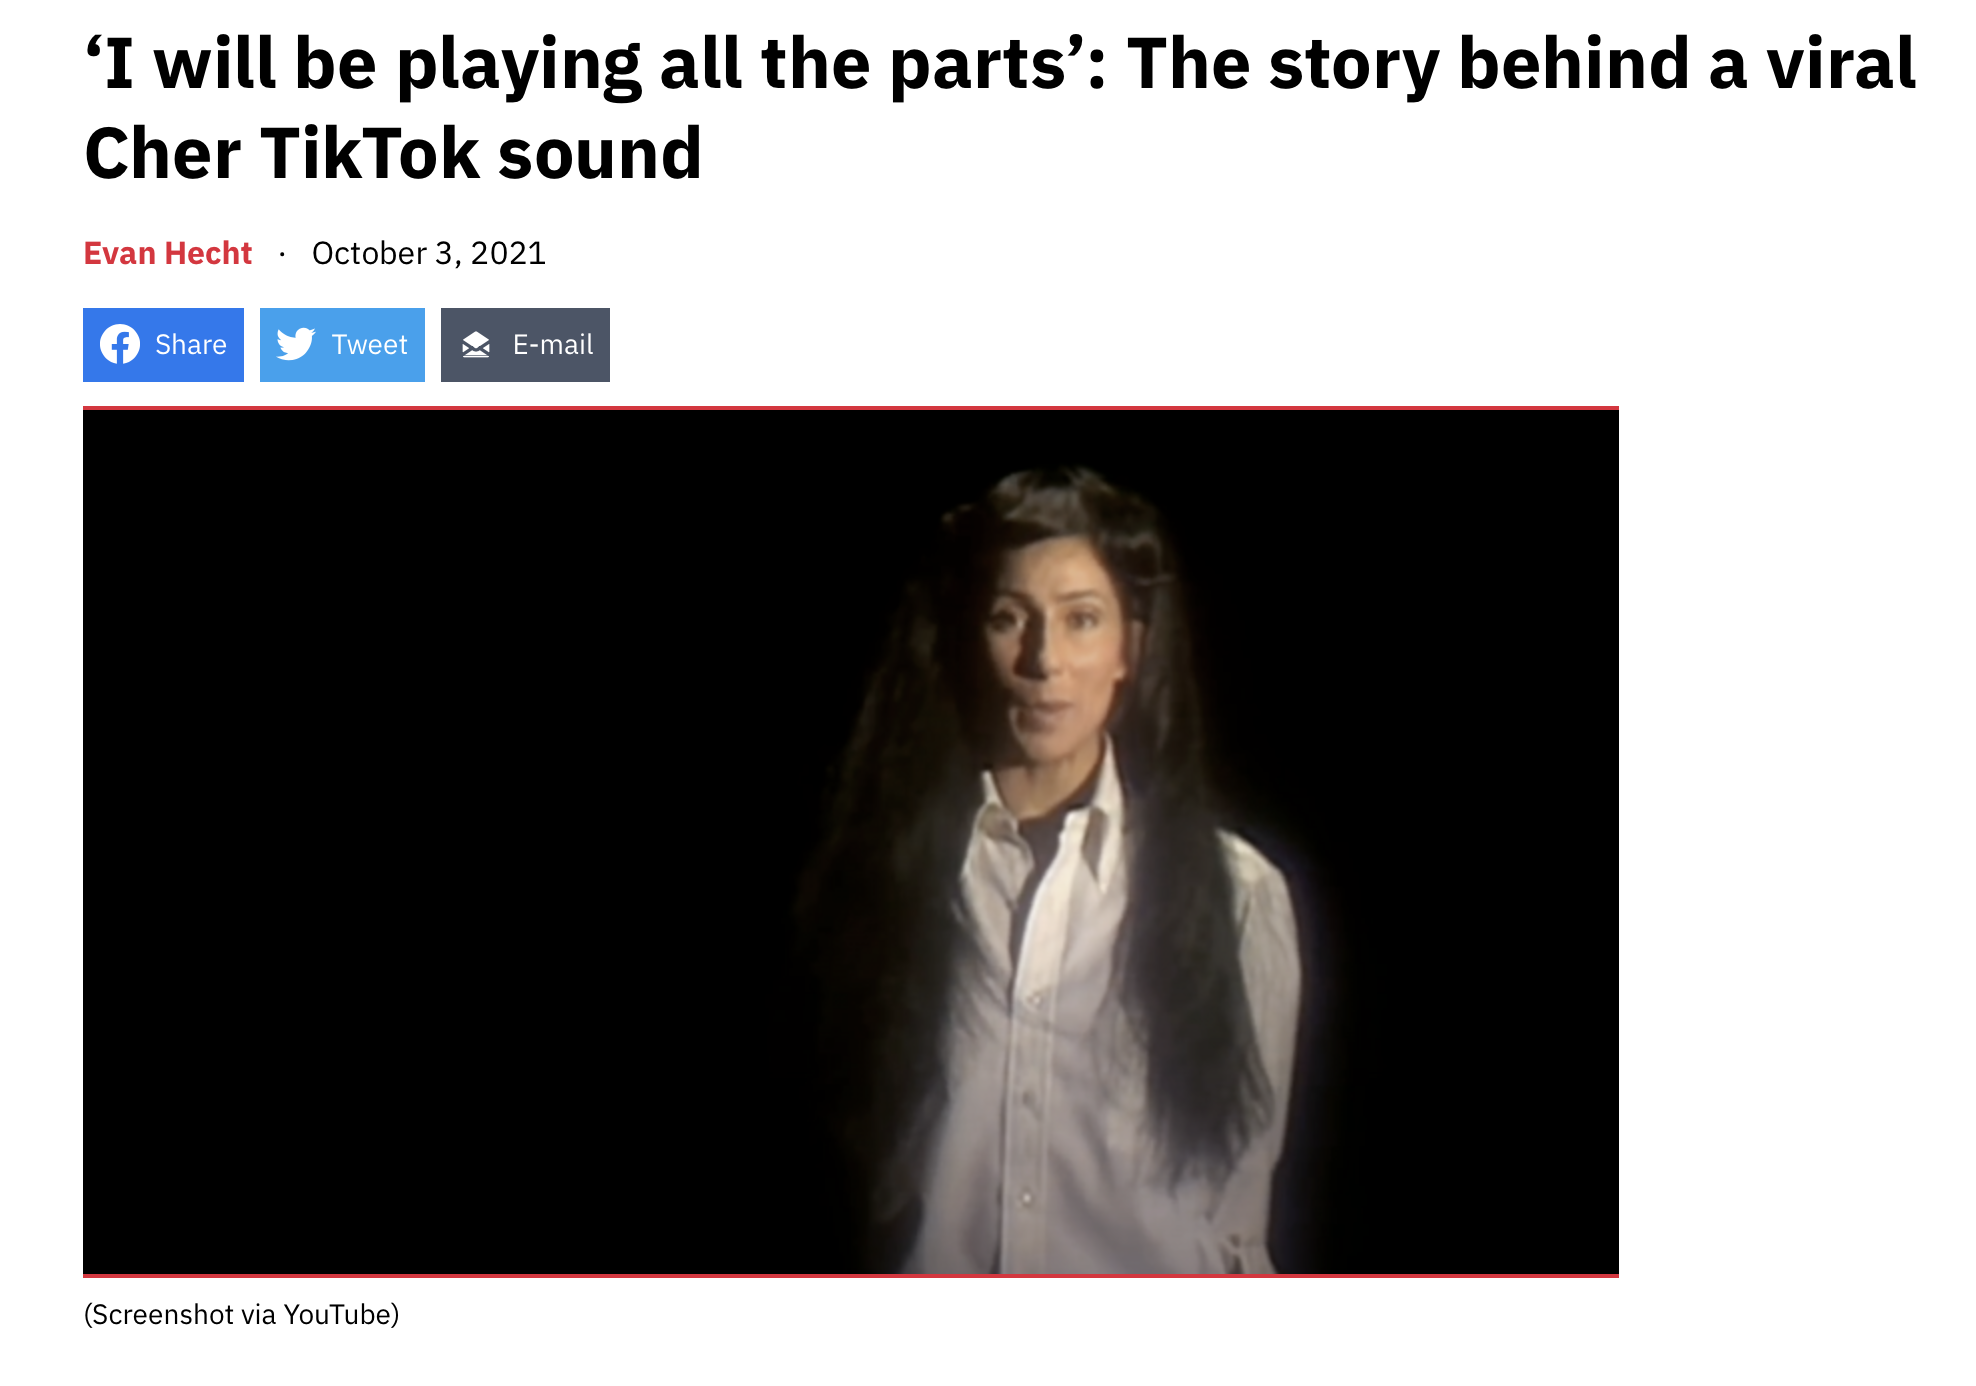 ‘I will be playing all the parts’: The story behind a viral
Cher TikTok sound
Evan Hecht · October 3, 2021
Share Tweet E-mail
(Screenshot via YouTube)